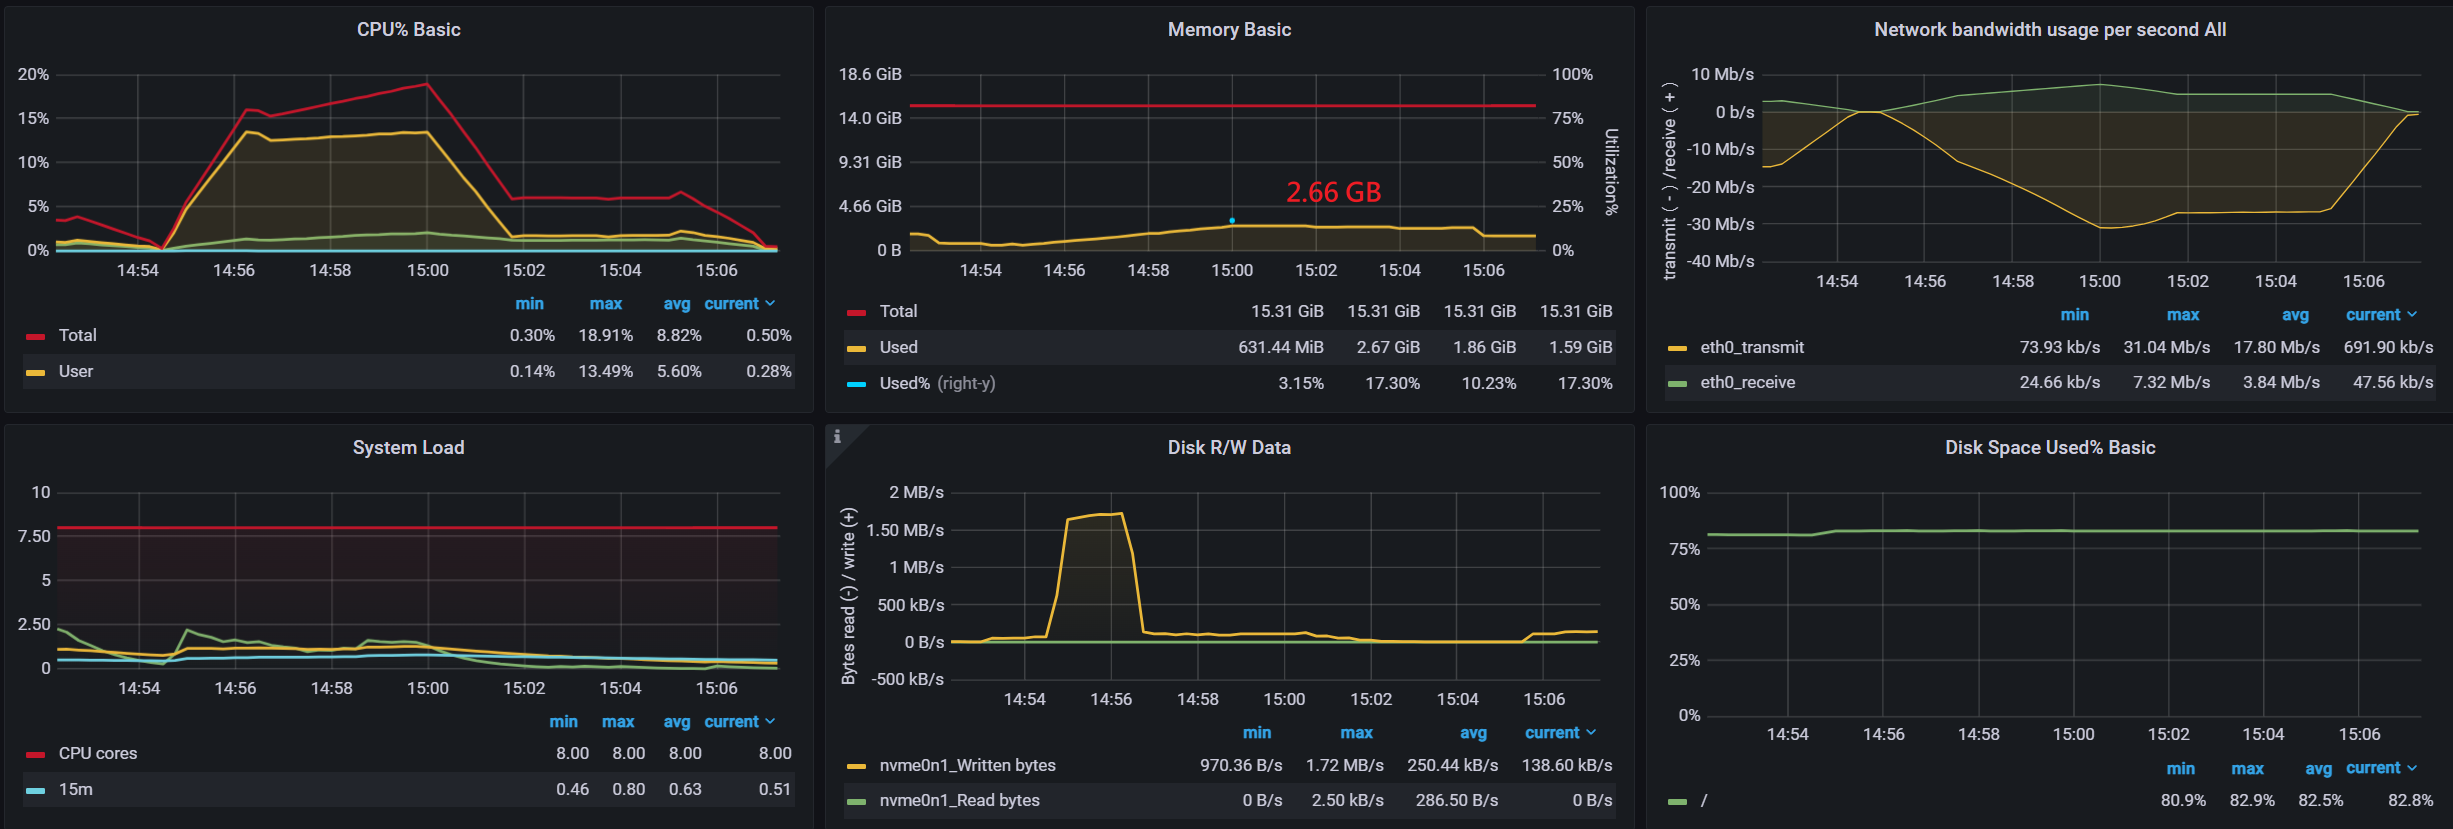 CPU% Basic
20%
15%
10%
5%
0%
14:54 14:56 14:58 15:00 15:02 15:04 15:06
min max avg current
Total 0.30% 18.91% 8.82% 0.50%
User 0.14% 13.49% 5.60% 0.28%
Memory Basic
18.6 GiB 100%
14.0 GiB 75%
9.31 GiB 50%
4.66 GiB 25%
0 B 0%
Utilization%
2.66 GB
14:54 14:56 14:58 15:00 15:02 15:04 15:06
Total 15.31 GiB 15.31 GiB 15.31 GiB 15.31 GiB
Used 631.44 MiB 2.67 GiB 1.86 GiB 1.59 GiB
Used% (right-y) 3.15% 17.30% 10.23% 17.30%
Network bandwidth usage per second All
transmit ( - ) /receive ( + )
10 Mb/s
0 b/s
-10 Mb/s
-20 Mb/s
-30 Mb/s
-40 Mb/s
14:54 14:56 14:58 15:00 15:02 15:04 15:06
min max avg current
eth0_transmit 73.93 kb/s 31.04 Mb/s 17.80 Mb/s 691.90 kb/s
eth0_receive 24.66 kb/s 7.32 Mb/s 3.84 Mb/s 47.56 kb/s
System Load
10
7.50
5
2.50
0
14:54 14:56 14:58 15:00 15:02 15:04 15:06
min max avg current
CPU cores 8.00 8.00 8.00 8.00
15m 0.46 0.80 0.63 0.51
i
Disk R/W Data
Bytes read (-) / write (+)
2 MB/s
1.50 MB/s
1 MB/s
500 kB/s
0 B/s
-500 kB/s
14:54 14:56 14:58 15:00 15:02 15:04 15:06
min max avg current
nvme0n1_Written bytes 970.36 B/s 1.72 MB/s 250.44 kB/s 138.60 kB/s
nvme0n1_Read bytes 0 B/s 2.50 kB/s 286.50 B/s 0 B/s
Disk Space Used% Basic
100%
75%
50%
25%
0%
14:54 14:56 14:58 15:00 15:02 15:04 15:06
min max avg current
/ 80.9% 82.9% 82.5% 82.8%